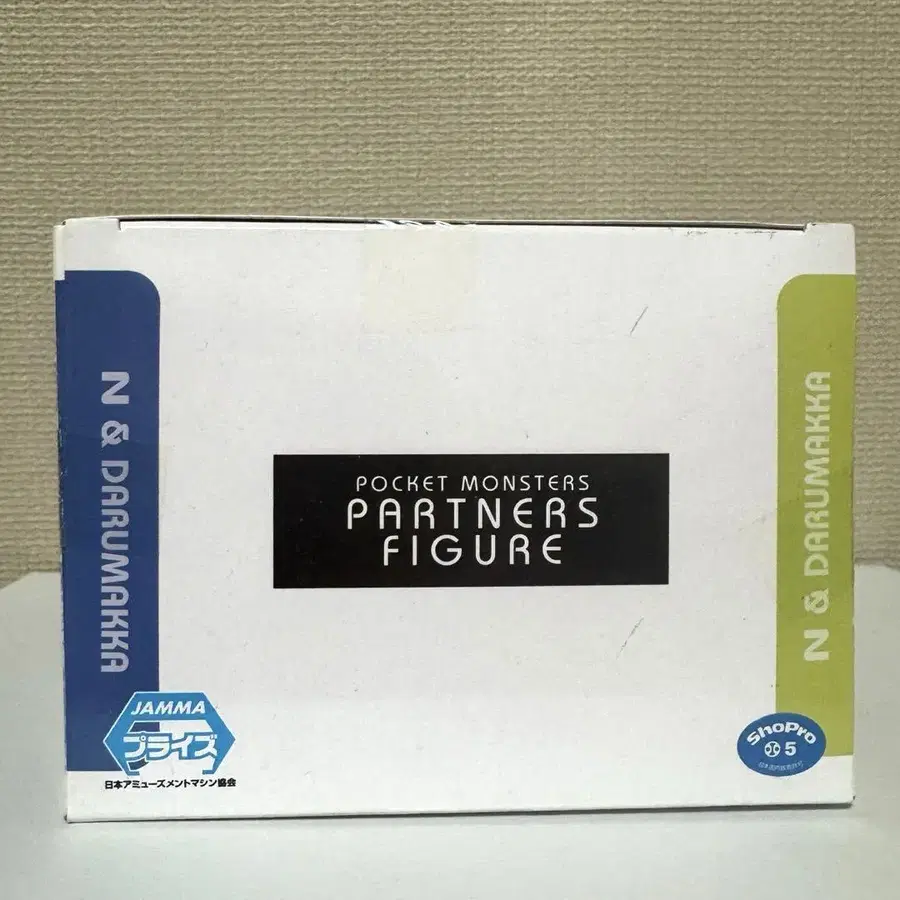 N & DARUMAKKA
POCKET MONSTERS
PARTNERS
FIGURE
N & DARUMAKKA
JAMMA
プライズ
日本アミューズメントマシン協会
ShoPro
5